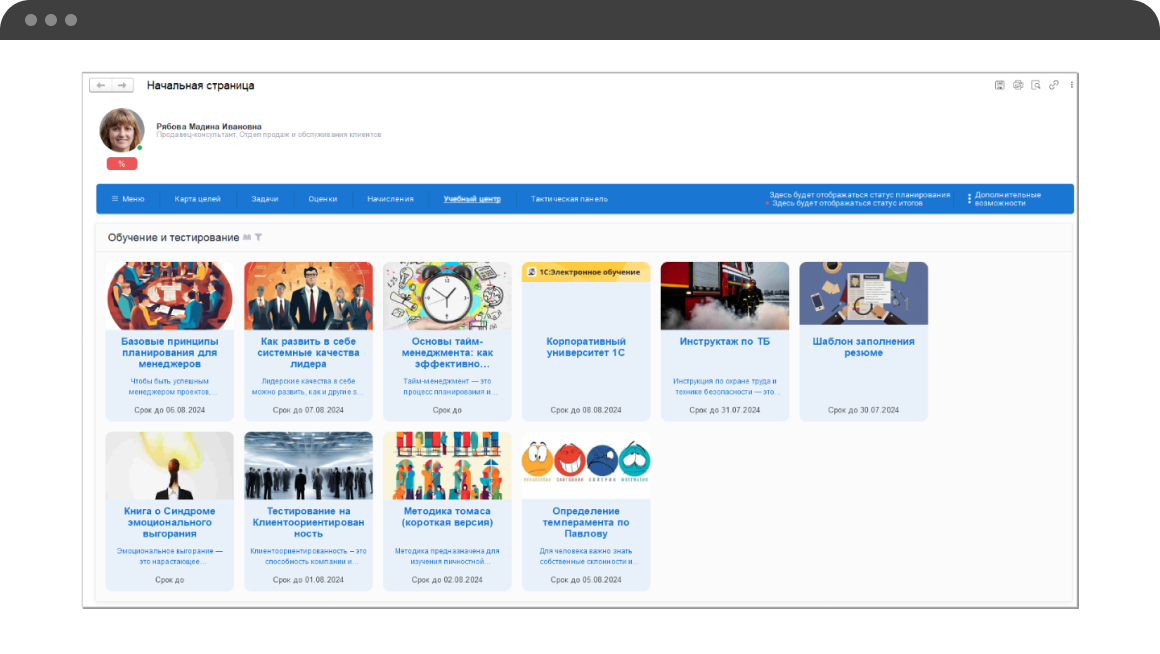 Начальная страница
Рябова Мадина Ивановна
Продавец-консультант, Отдел продаж и обслуживания клиентов
%
Меню
Карта целей
Задачи
Оценки
Начисления
Учебный центр
Тактическая панель
Здесь будет отображаться статус планирования
Здесь будет отображаться статус итогов
Дополнительные
возможности
Обучение и тестирование
Базовые принципы
планирования для
менеджеров
Чтобы быть успешным
менеджером проектов,...
Срок до 06.08.2024
Как развить в себе
системные качества
лидера
Лидерские качества в себе
можно развить, как и другие з...
Срок до 07.08.2024
Основы тайм-
менеджмента: как
эффективно...
Тайм-менеджмент — это
процесс планирования и...
Срок до
1С:Электронное обучение
Корпоративный
университет 1С
Срок до 08.08.2024
Инструктаж по ТБ
Инструкция по охране труда и
технике безопасности — это...
Срок до 31.07.2024
Шаблон заполнения
резюме
Срок до 30.07.2024
Книга о Синдроме
эмоционального
выгорания
Эмоциональное выгорание —
это нарастающее...
Срок до
Тестирование на
Клиентоориентирован
ность
Клиентоориентированность – это
способность компании и...
Срок до 01.08.2024
Методика томаса
(короткая версия)
Методика предназначена для
изучения личностной...
Срок до 02.08.2024
Определение
темперамента по
Павлову
Для человека важно знать
собственные склонности и...
Срок до 05.08.2024